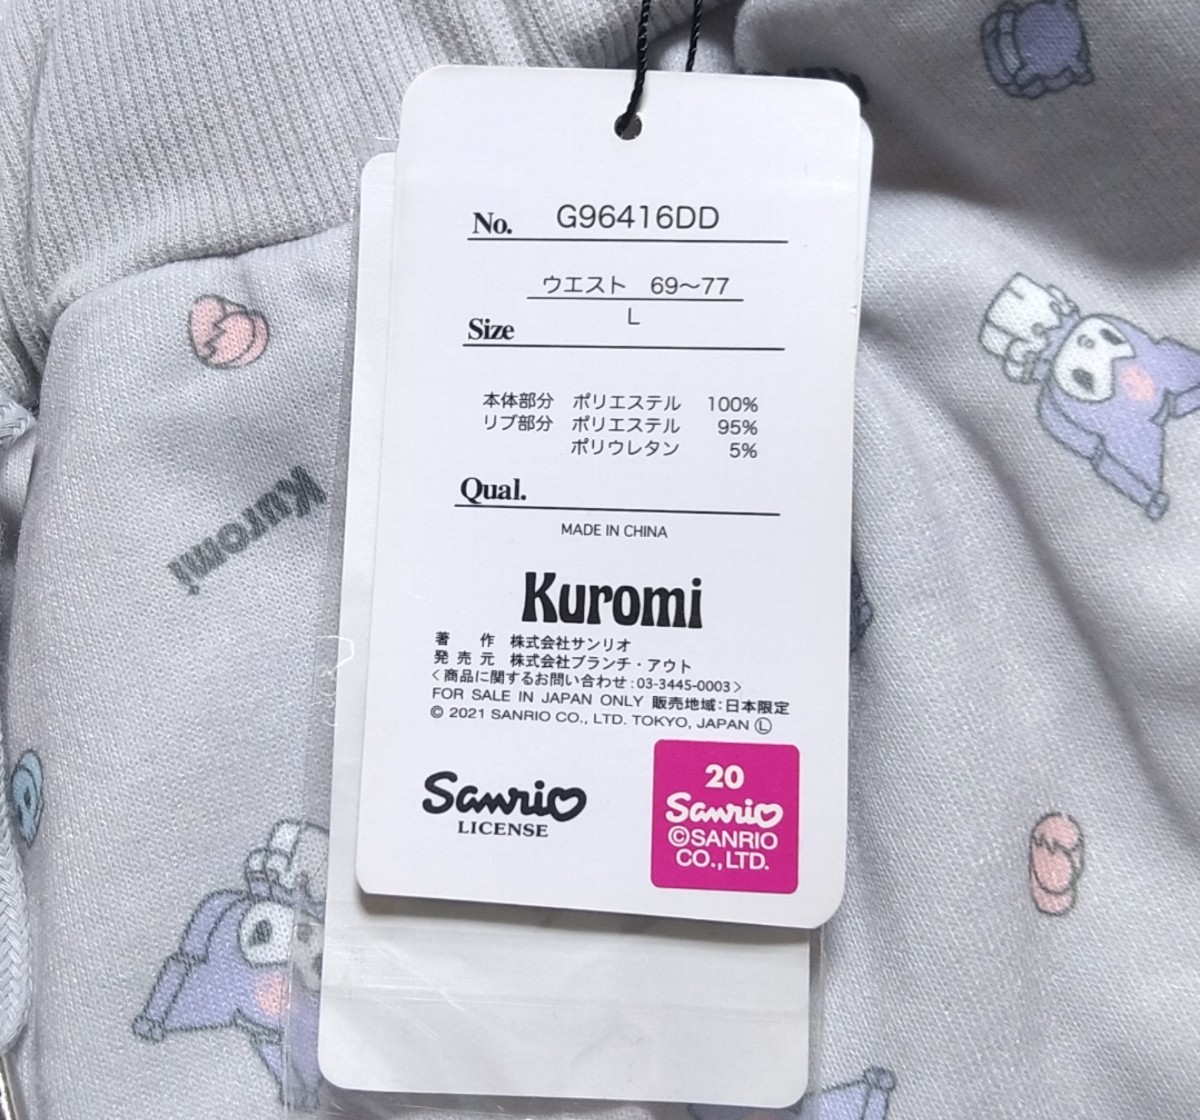 No. G96416DD
ウエスト 69〜77
L
Size
本体部分 ポリエステル 100%
リブ部分 ポリエステル 95%
ポリウレタン 5%
Qual.
MADE IN CHINA
Kuromi
著 作 株式会社サンリオ
発売元 株式会社ブランチ・アウト
<商品に関するお問い合わせ:03-3445-0003>
FOR SALE IN JAPAN ONLY 販売地域:日本限定
© 2021 SANRIO CO., LTD. TOKYO, JAPAN Ⓛ
Sanrio
LICENSE
20
Sanrio
©SANRIO
CO., LTD.
Kuromi